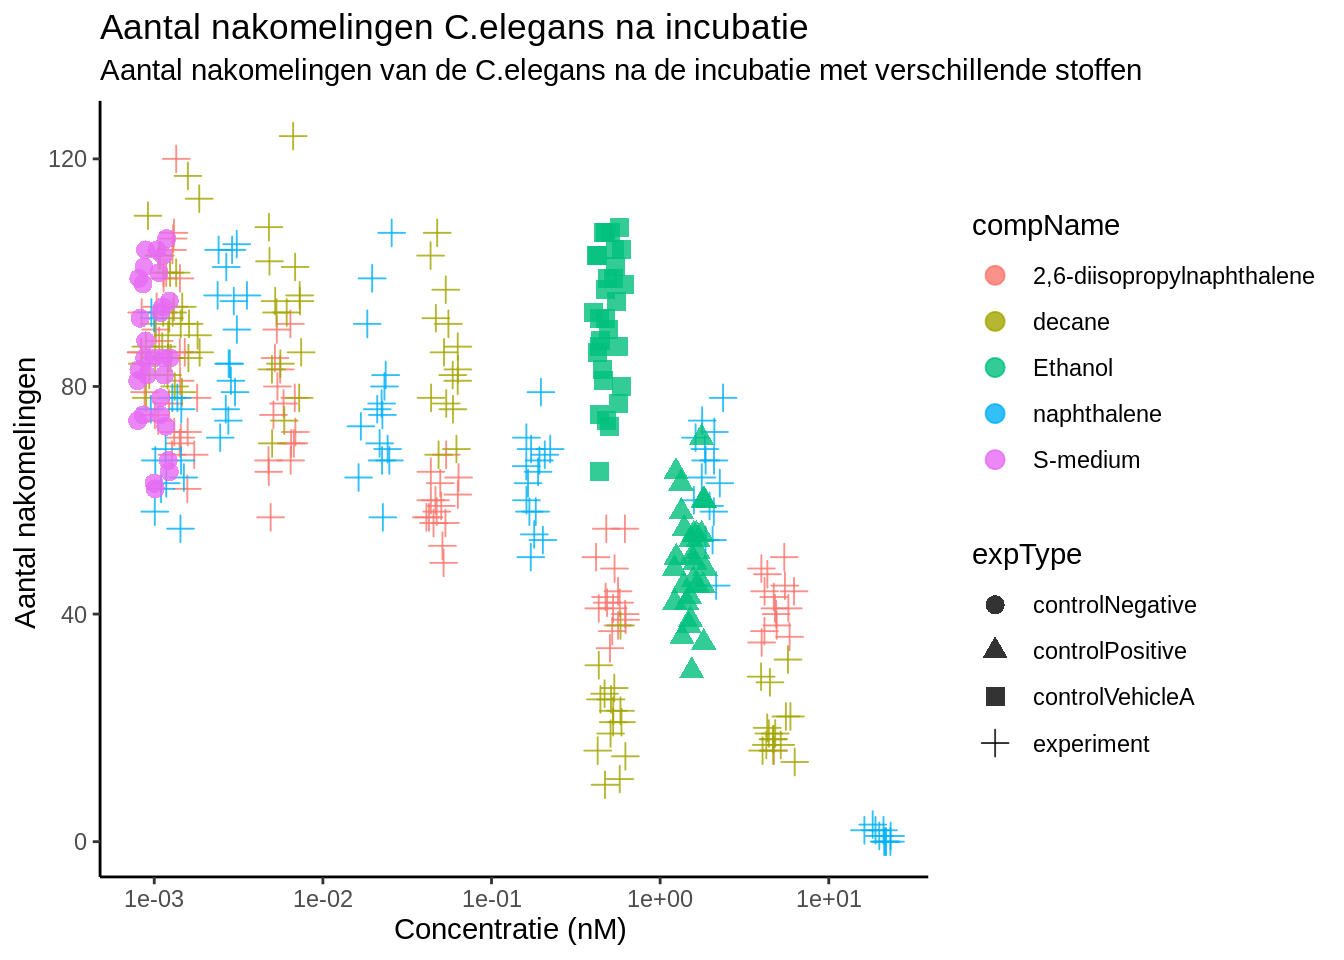 Aantal nakomelingen C.elegans na incubatie
Aantal nakomelingen van de C.elegans na de incubatie met verschillende stoffen
Aantal nakomelingen
120
80
40
0
1e-03 1e-02 1e-01 1e+00 1e+01
Concentratie (nM)
compName
2,6-diisopropylnaphthalene
decane
Ethanol
naphthalene
S-medium
expType
controlNegative
controlPositive
controlVehicleA
experiment